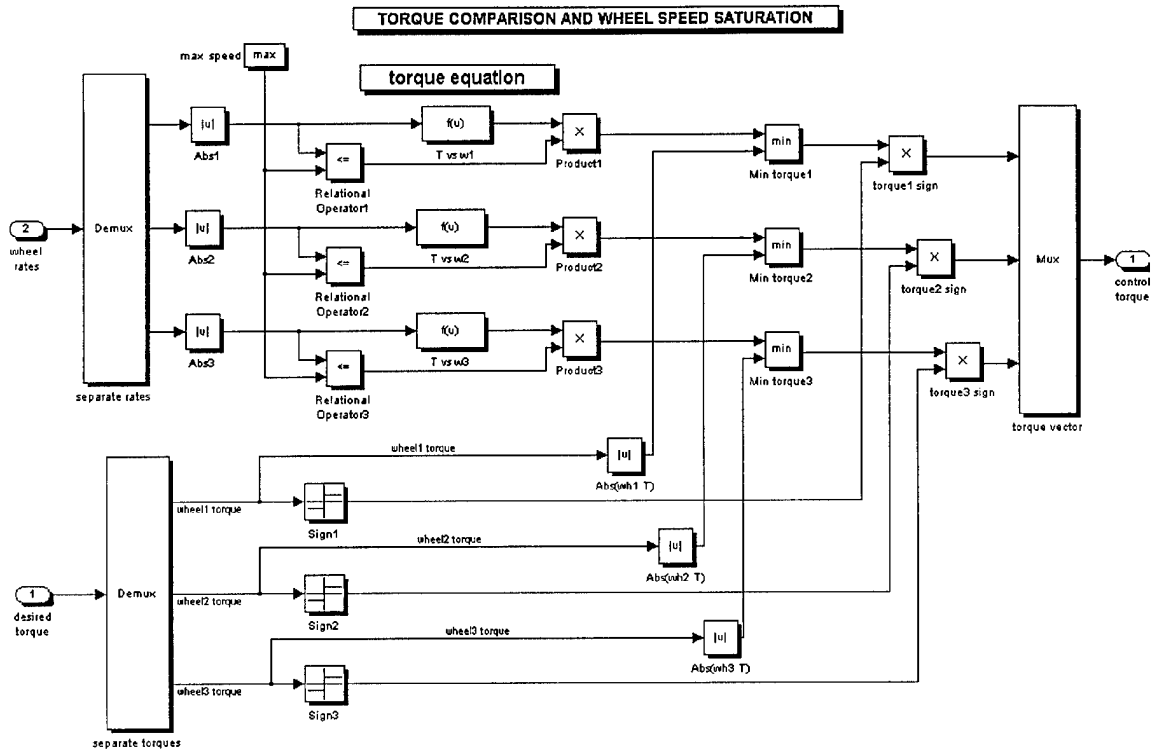 TORQUE COMPARISON AND WHEEL SPEED SATURATION
max speed
max
torque equation
|u|
Abs1
f(u)
T vs w1
<=
Relational
Operator1
×
Product1
min
Min torque1
×
torque1 sign
2
wheel
rates
Demux
separate rates
|u|
Abs2
f(u)
T vs w2
<=
Relational
Operator2
×
Product2
min
Min torque2
×
torque2 sign
Mux
torque vector
1
control
torque
|u|
Abs3
f(u)
T vs w3
<=
Relational
Operator3
×
Product3
min
Min torque3
×
torque3 sign
wheel1 torque
|u|
Abs(wh1 T)
wheel1 torque
Sign1
wheel2 torque
|u|
Abs(wh2 T)
1
desired
torque
Demux
separate torques
wheel2 torque
Sign2
wheel3 torque
|u|
Abs(wh3 T)
wheel3 torque
Sign3